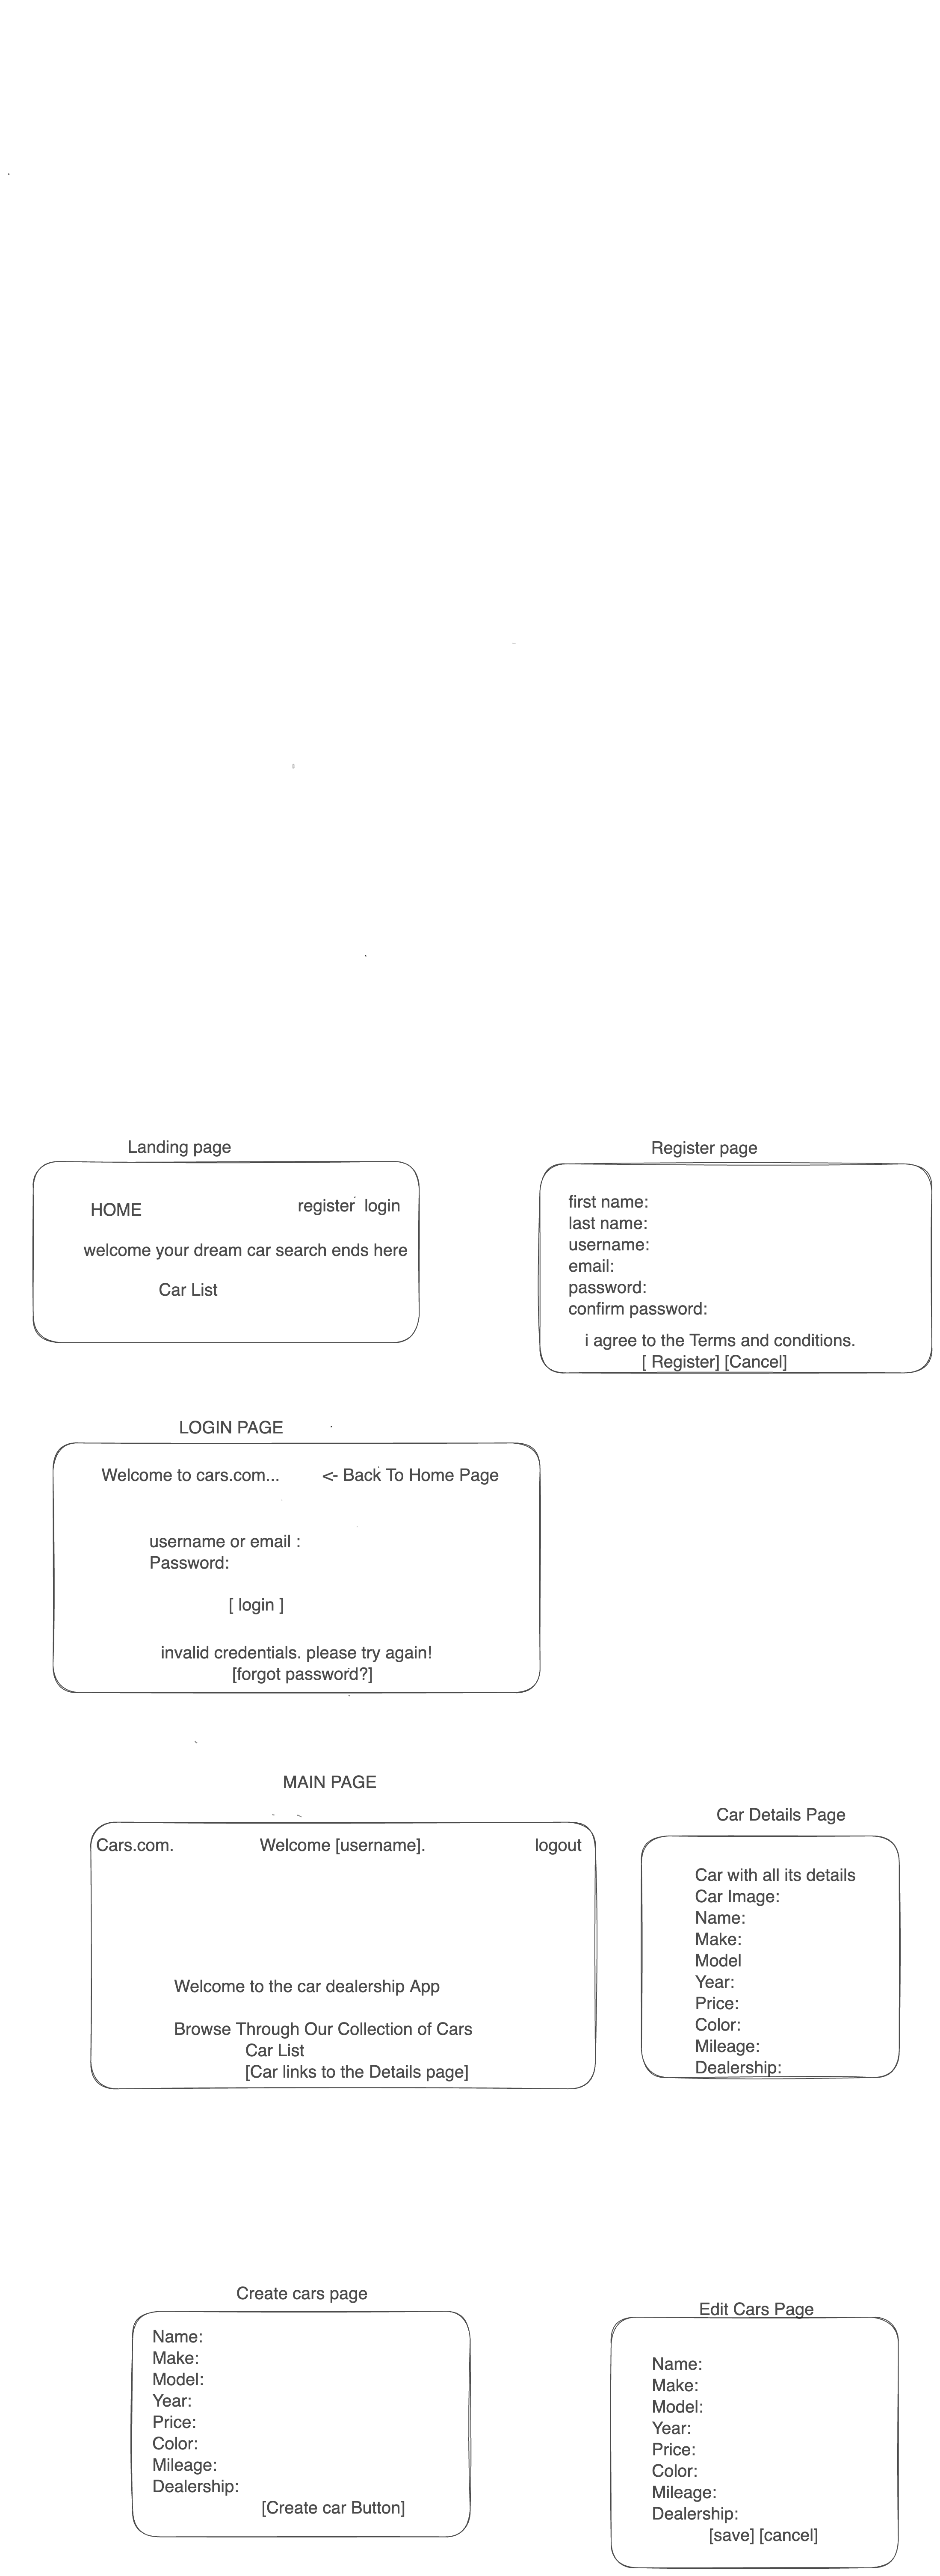 Landing page
HOME
register  login
welcome your dream car search ends here
Car List
Register page
first name:
last name:
username:
email:
password:
confirm password:
i agree to the Terms and conditions.
[ Register] [Cancel]
LOGIN PAGE
Welcome to cars.com...
<- Back To Home Page
username or email :
Password:
[ login ]
invalid credentials. please try again!
[forgot password?]
MAIN PAGE
Cars.com.
Welcome [username].
logout
Welcome to the car dealership App
Browse Through Our Collection of Cars
Car List
[Car links to the Details page]
Car Details Page
Car with all its details
Car Image:
Name:
Make:
Model
Year:
Price:
Color:
Mileage:
Dealership:
Create cars page
Name:
Make:
Model:
Year:
Price:
Color:
Mileage:
Dealership:
[Create car Button]
Edit Cars Page
Name:
Make:
Model:
Year:
Price:
Color:
Mileage:
Dealership:
[save] [cancel]